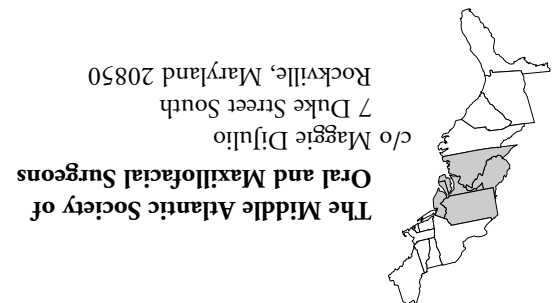 The Middle Atlantic Society of
Oral and Maxillofacial Surgeons
c/o Maggie DiJulio
7 Duke Street South
Rockville, Maryland 20850